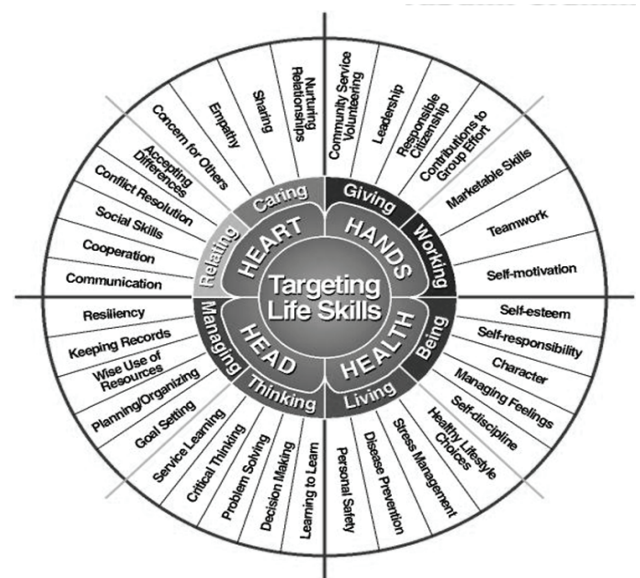 Targeting
Life Skills
HEART
HANDS
HEALTH
HEAD
Caring
Giving
Working
Being
Living
Thinking
Managing
Relating
Nurturing
Relationships
Sharing
Empathy
Concern for Others
Accepting
Differences
Conflict Resolution
Social Skills
Cooperation
Communication
Community Service
Volunteering
Leadership
Responsible
Citizenship
Contributions to
Group Effort
Marketable Skills
Teamwork
Self-motivation
Self-esteem
Self-responsibility
Character
Managing Feelings
Self-discipline
Healthy Lifestyle
Choices
Stress Management
Disease Prevention
Personal Safety
Learning to Learn
Decision Making
Problem Solving
Critical Thinking
Service Learning
Goal Setting
Planning/Organizing
Wise Use of
Resources
Keeping Records
Resiliency